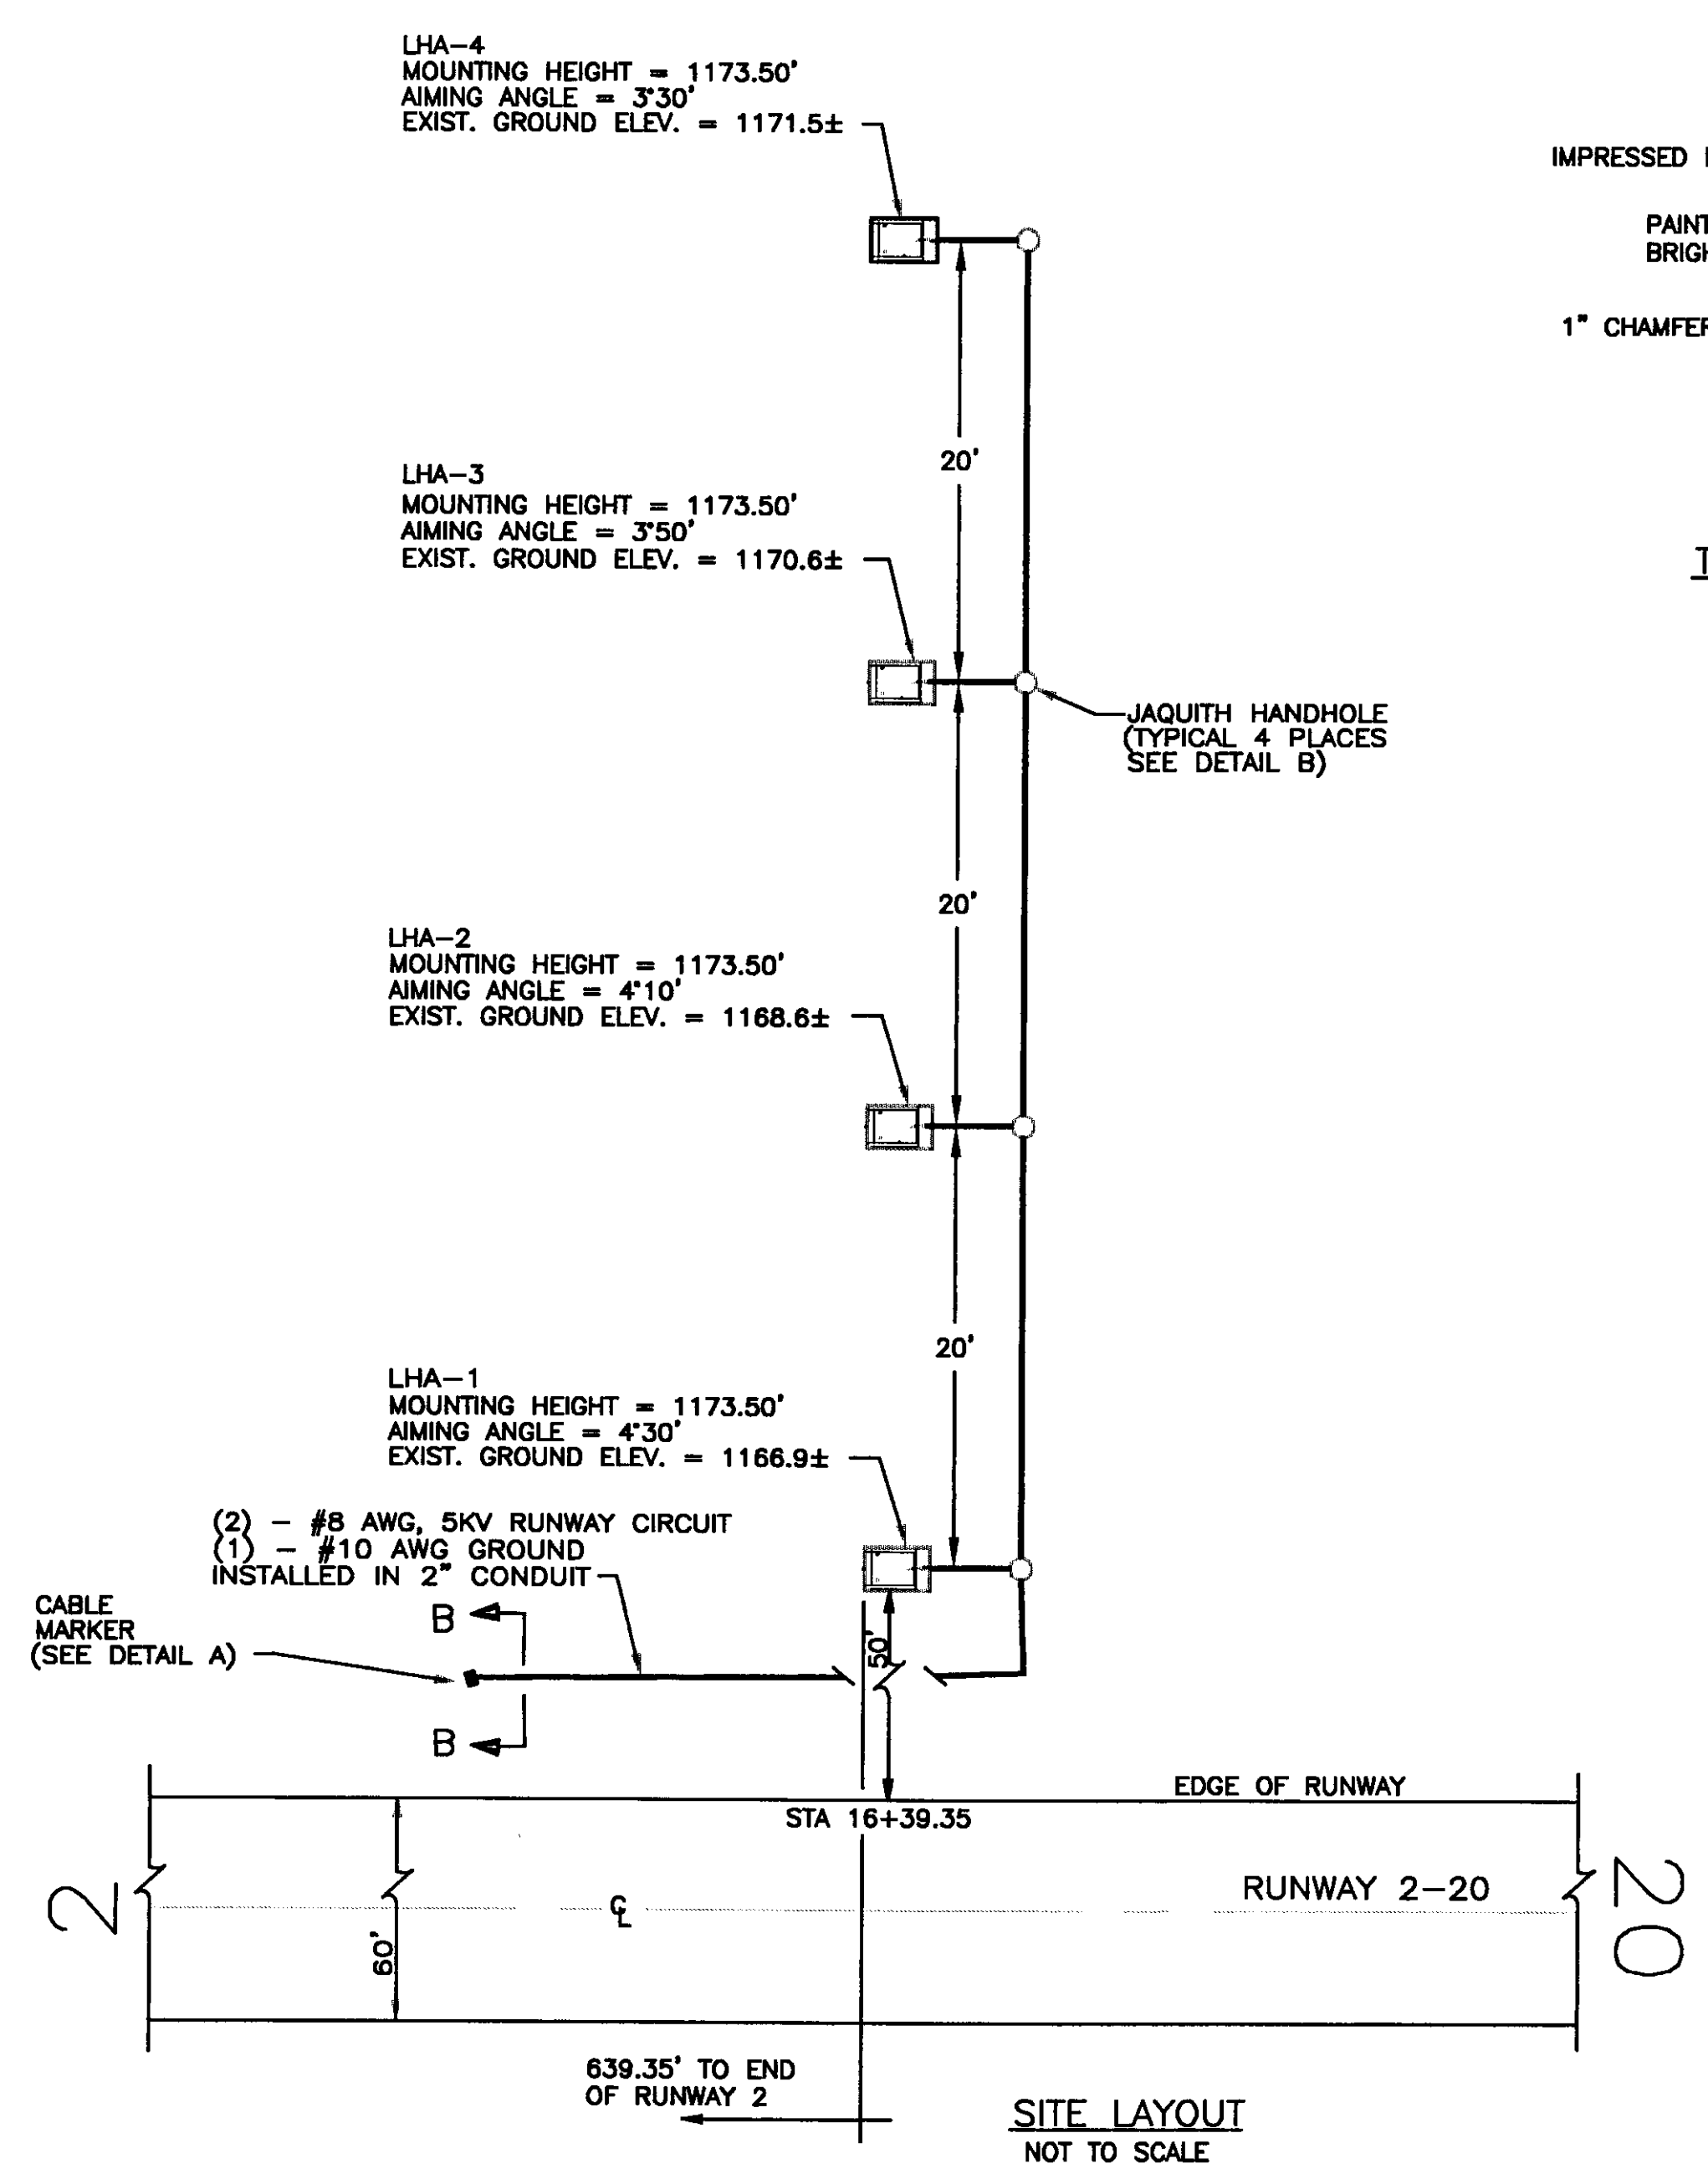 LHA-4
MOUNTING HEIGHT = 1173.50'
AIMING ANGLE = 3°30'
EXIST. GROUND ELEV. = 1171.5±
IMPRESSED
1" CHAMFER
20'
LHA-3
MOUNTING HEIGHT = 1173.50'
AIMING ANGLE = 3°50'
EXIST. GROUND ELEV. = 1170.6±
JAQUITH HANDHOLE
(TYPICAL 4 PLACES
SEE DETAIL B)
20'
LHA-2
MOUNTING HEIGHT = 1173.50'
AIMING ANGLE = 4°10'
EXIST. GROUND ELEV. = 1168.6±
20'
LHA-1
MOUNTING HEIGHT = 1173.50'
AIMING ANGLE = 4°30'
EXIST. GROUND ELEV. = 1166.9±
(2) - #8 AWG, 5KV RUNWAY CIRCUIT
(1) - #10 AWG GROUND
INSTALLED IN 2" CONDUIT
CABLE
MARKER
(SEE DETAIL A)
B
B
50'
EDGE OF RUNWAY
STA 16+39.35
2
60'
℄
RUNWAY 2-20
20
639.35' TO END
OF RUNWAY 2
SITE LAYOUT
NOT TO SCALE